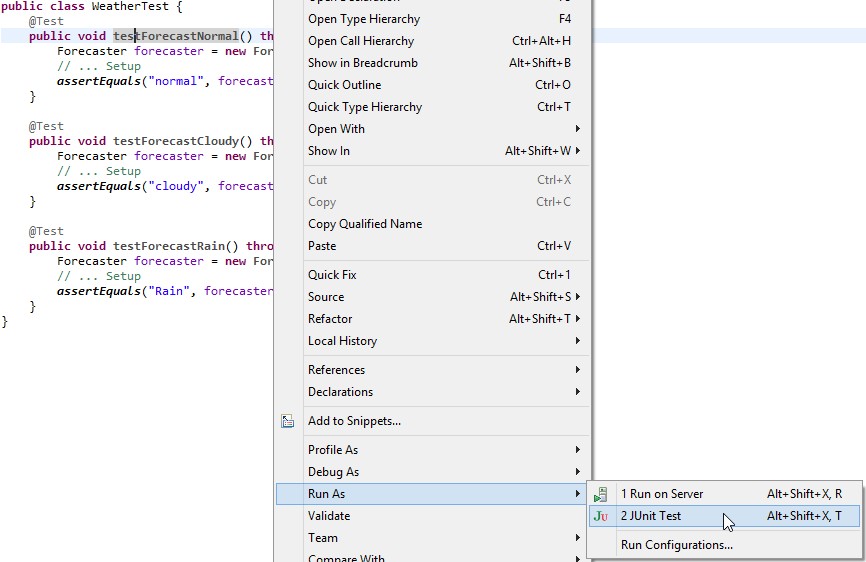 public class WeatherTest {
@Test
public void testForecastNormal() th
Forecaster forecaster = new For
// ... Setup
assertEquals("normal", forecast
}
@Test
public void testForecastCloudy() th
Forecaster forecaster = new For
// ... Setup
assertEquals("cloudy", forecast
}
@Test
public void testForecastRain() thro
Forecaster forecaster = new For
// ... Setup
assertEquals("Rain", forecaster
}
}
Open Type Hierarchy F4
Open Call Hierarchy Ctrl+Alt+H
Show in Breadcrumb Alt+Shift+B
Quick Outline Ctrl+O
Quick Type Hierarchy Ctrl+T
Open With
Show In Alt+Shift+W
Cut Ctrl+X
Copy Ctrl+C
Copy Qualified Name
Paste Ctrl+V
Quick Fix Ctrl+1
Source Alt+Shift+S
Refactor Alt+Shift+T
Local History
References
Declarations
Add to Snippets...
Profile As
Debug As
Run As
Validate
Team
Compare With
1 Run on Server Alt+Shift+X, R
JU 2 JUnit Test Alt+Shift+X, T
Run Configurations...